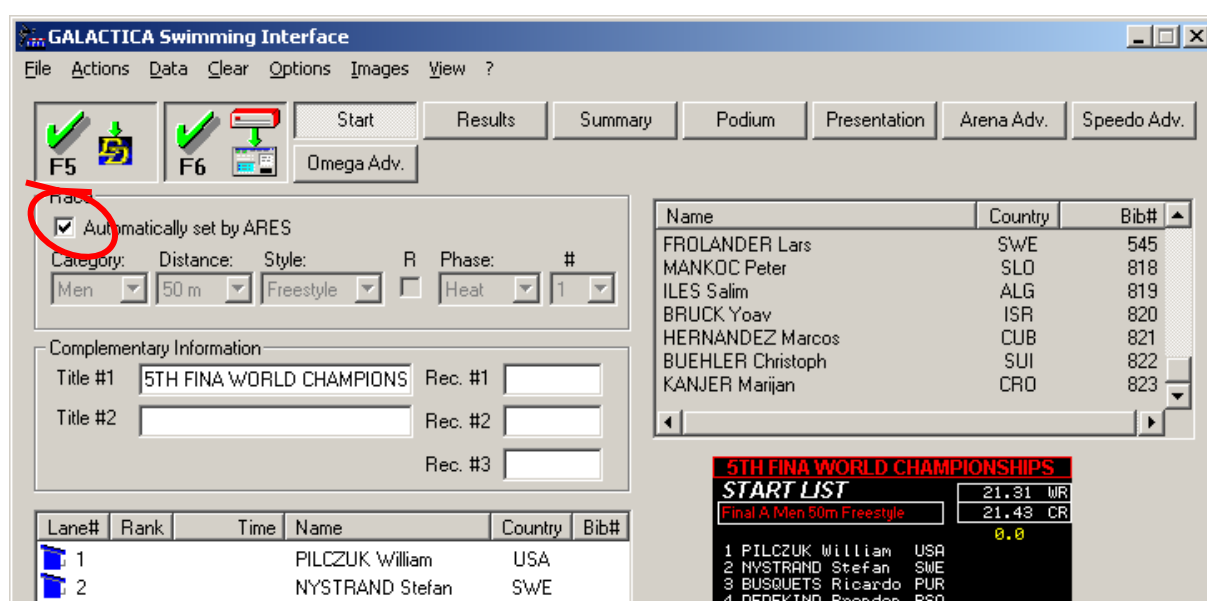 GALACTICA Swimming Interface
File Actions Data Clear Options Images View ?
F5 F6 Start Results Summary Podium Presentation Arena Adv. Speedo Adv.
Omega Adv.
Race
Automatically set by ARES
Category: Distance: Style: R Phase: #
Men 50 m Freestyle Heat 1
Complementary Information
Title #1 5TH FINA WORLD CHAMPIONS Rec. #1
Title #2 Rec. #2
Rec. #3
Lane# Rank Time Name Country Bib#
1 PILCZUK William USA
2 NYSTRAND Stefan SWE
Name Country Bib#
FROLANDER Lars SWE 545
MANKOC Peter SLO 818
ILES Salim ALG 819
BRUCK Yoav ISR 820
HERNANDEZ Marcos CUB 821
BUEHLER Christoph SUI 822
KANJER Marijan CRO 823
5TH FINA WORLD CHAMPIONSHIPS
START LIST 21.31 WR
Final A Men 50m Freestyle 21.43 CR
0.0
1 PILCZUK William USA
2 NYSTRAND Stefan SWE
3 BUSQUETS Ricardo PUR